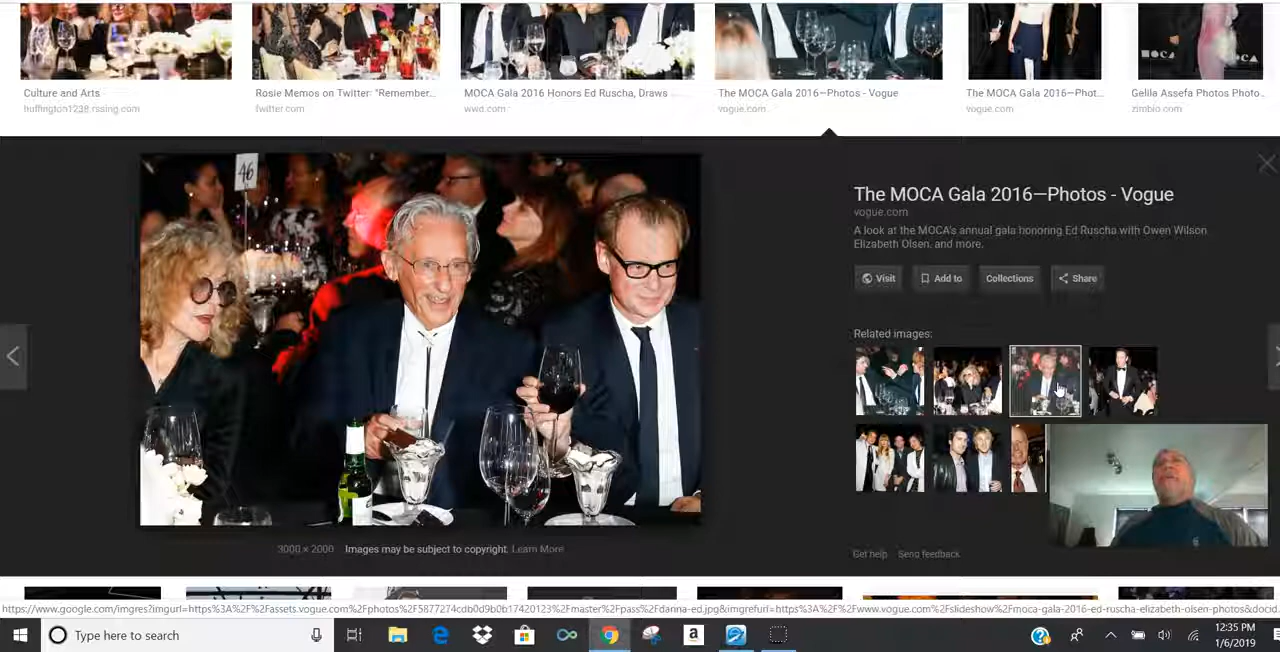 MOCA
OCA
Culture and Arts
huffington1238.rssing.com
Rosie Memos on Twitter: "Remember...
twitter.com
MOCA Gala 2016 Honors Ed Ruscha, Draws ...
wwd.com
The MOCA Gala 2016—Photos - Vogue
vogue.com
The MOCA Gala 2016—Phot...
vogue.com
Gelila Assefa Photos Photo...
zimbio.com
46
The MOCA Gala 2016—Photos - Vogue
vogue.com
A look at the MOCA's annual gala honoring Ed Ruscha with Owen Wilson
Elizabeth Olsen, and more.
Visit
Add to
Collections
Share
Related images:
3000 × 2000 Images may be subject to copyright. Learn More
Get help Send feedback
https://www.google.com/imgres?imgurl=https%3A%2F%2Fassets.vogue.com%2Fphotos%2F5877274cdb0d9b0b17420123%2Fmaster%2Fpass%2Fdanna-ed.jpg&imgrefurl=https%3A%2F%2Fwww.vogue.com%2Fslideshow%2Fmoca-gala-2016-ed-ruscha-elizabeth-olsen-photos&docid
Type here to search
12:35 PM
1/6/2019